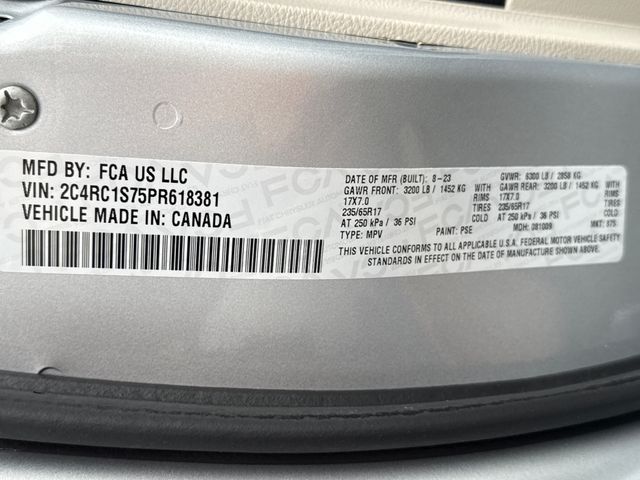 MFD BY: FCA US LLC
VIN: 2C4RC1S75PR618381
VEHICLE MADE IN: CANADA
DATE OF MFR (BUILT): 8-23 GVWR: 6300 LB / 2858 KG
GAWR FRONT: 3200 LB / 1452 KG WITH GAWR REAR: 3200 LB / 1452 KG WITH
17X7.0 RIMS 17X7.0 RIMS
235/65R17 TIRES 235/65R17 TIRES
AT 250 kPa / 36 PSI COLD AT 250 kPa / 36 PSI COLD
TYPE: MPV PAINT: PSE MDH: 081009 MKT:
THIS VEHICLE CONFORMS TO ALL APPLICABLE U.S.A. FEDERAL MOTOR VEHICLE SAFETY
STANDARDS IN EFFECT ON THE DATE OF MANUFACTURE SHOWN ABOVE.